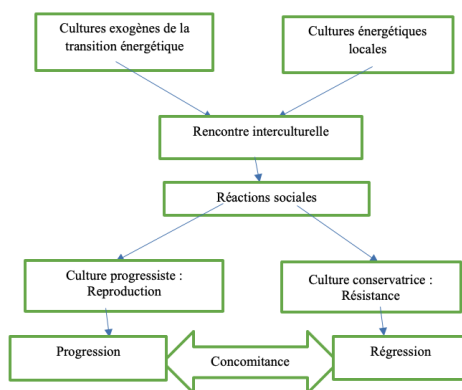 Cultures exogènes de la
transition énergétique
Cultures énergétiques
locales
Rencontre interculturelle
Réactions sociales
Culture progressiste :
Reproduction
Culture conservatrice :
Résistance
Progression
Concomitance
Régression